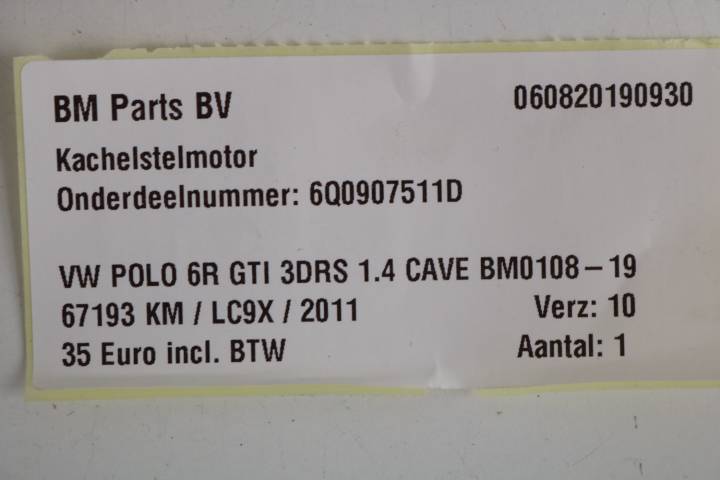 BM Parts BV 060820190930
Kachelstelmotor
Onderdeelnummer: 6Q0907511D
VW POLO 6R GTI 3DRS 1.4 CAVE BM0108-19
67193 KM / LC9X / 2011 Verz: 10
35 Euro incl. BTW Aantal: 1